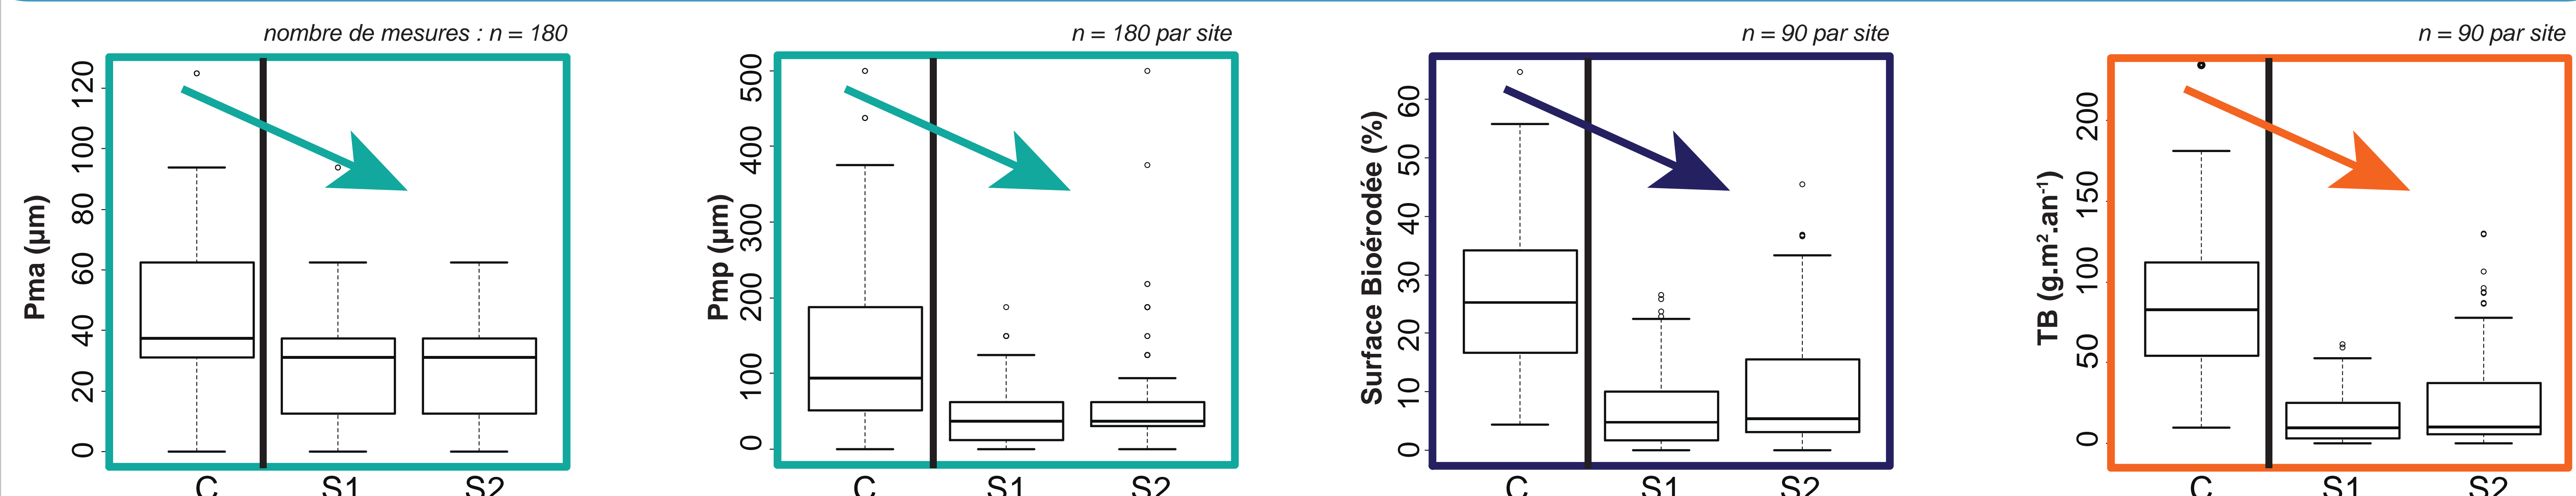 nombre de mesures : n = 180
Pma (µm)
120
100
80
60
40
20
0
C S1 S2
n = 180 par site
Pmp (µm)
500
400
300
200
100
0
C S1 S2
n = 90 par site
Surface Bioérodée (%)
60
50
40
30
20
10
0
C S1 S2
n = 90 par site
TB (g.m².an⁻¹)
200
150
100
50
0
C S1 S2